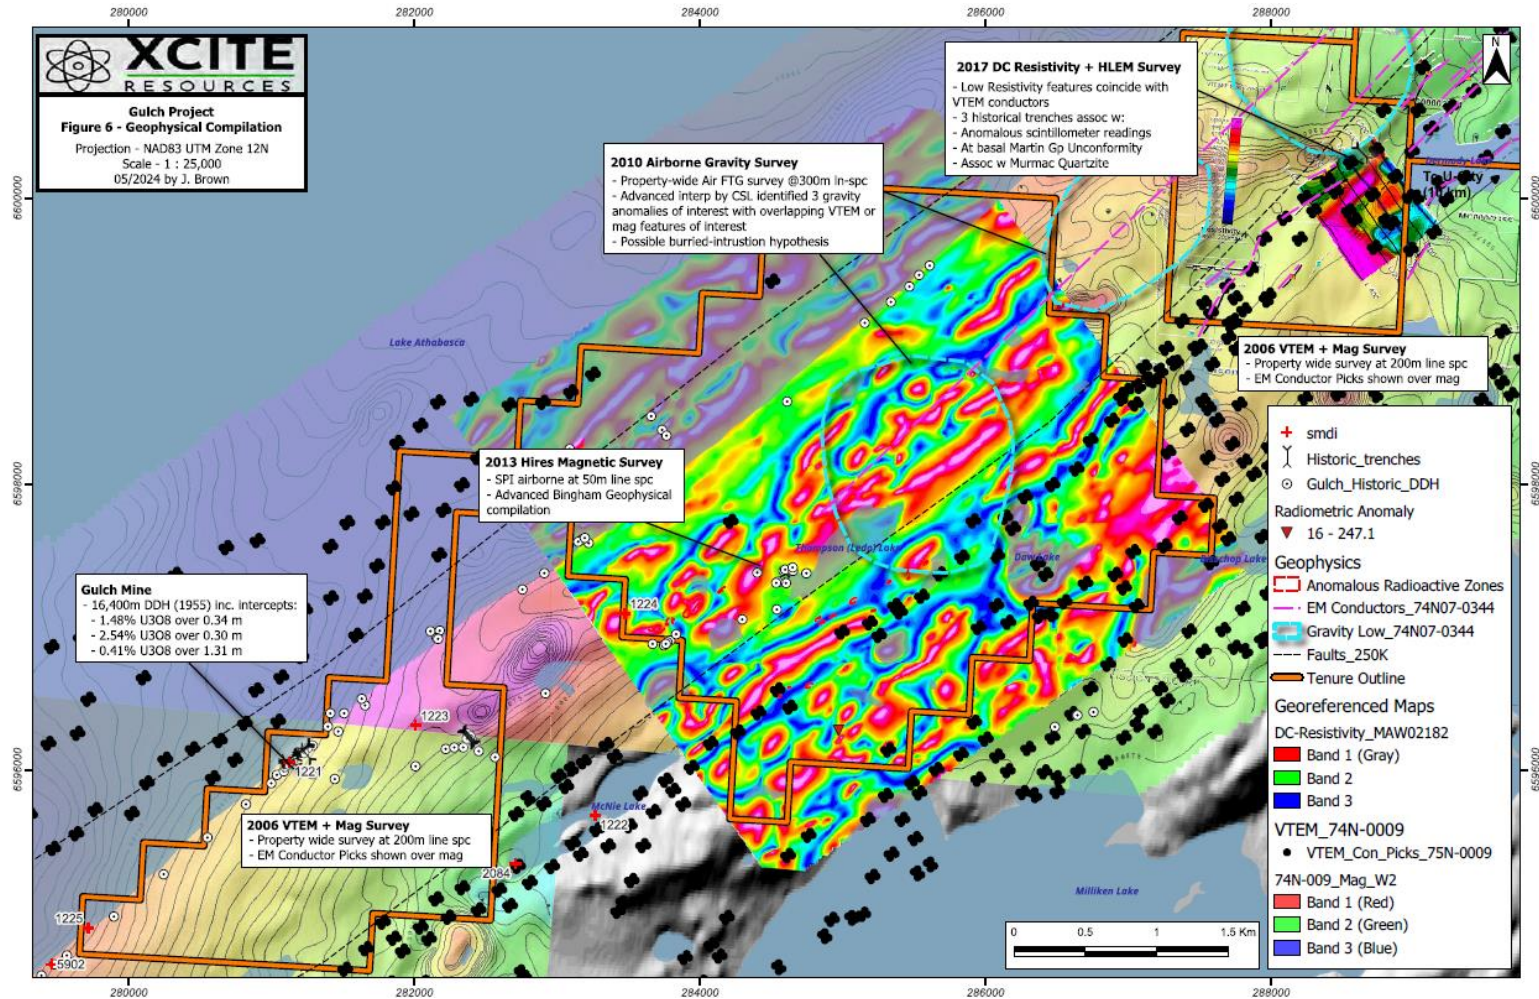 280000
282000
284000
286000
288000
XCITE
RESOURCES
Gulch Project
Figure 6 - Geophysical Compilation
Projection - NAD83 UTM Zone 12N
Scale - 1 : 25,000
05/2024 by J. Brown
2017 DC Resistivity + HLEM Survey
- Low Resistivity features coincide with
VTEM conductors
- 3 historical trenches assoc w:
- Anomalous scintillometer readings
- At basal Martin Gp Unconformity
- Assoc w Murmac Quartzite
N
2010 Airborne Gravity Survey
- Property-wide Air FTG survey @300m ln-spc
- Advanced interp by CSL identified 3 gravity
anomalies of interest with overlapping VTEM or
mag features of interest
- Possible burried-intrusion hypothesis
6600000
6600000
Lake Athabasca
2006 VTEM + Mag Survey
- Property wide survey at 200m line spc
- EM Conductor Picks shown over mag
2013 Hires Magnetic Survey
- SPI airborne at 50m line spc
- Advanced Bingham Geophysical
compilation
6598000
6598000
Lake
Daw Lake
Lake
Gulch Mine
- 16,400m DDH (1955) inc. intercepts:
- 1.48% U3O8 over 0.34 m
- 2.54% U3O8 over 0.30 m
- 0.41% U3O8 over 1.31 m
1224
1223
1221
6596000
6596000
McNie Lake
1222
2006 VTEM + Mag Survey
- Property wide survey at 200m line spc
- EM Conductor Picks shown over mag
2084
1225
5902
Milliken Lake
0 0.5 1 1.5 Km
smdi
Historic_trenches
Gulch_Historic_DDH
Radiometric Anomaly
16 - 247.1
Geophysics
Anomalous Radioactive Zones
EM Conductors_74N07-0344
Gravity Low_74N07-0344
Faults_250K
Tenure Outline
Georeferenced Maps
DC-Resistivity_MAW02182
Band 1 (Gray)
Band 2
Band 3
VTEM_74N-0009
VTEM_Con_Picks_75N-0009
74N-009_Mag_W2
Band 1 (Red)
Band 2 (Green)
Band 3 (Blue)
280000
282000
284000
286000
288000